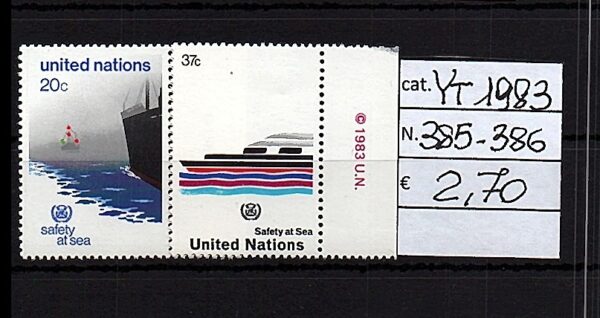 united nations
20c
safety
at sea
37c
Safety at Sea
United Nations
© 1983 U.N.
cat. YT 1983
N. 385-386
€ 2,70